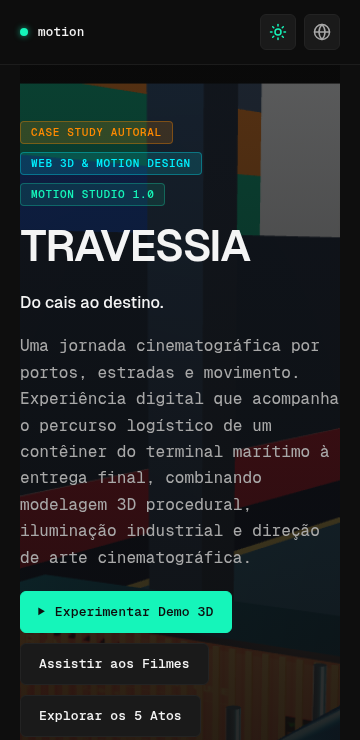 motion
CASE STUDY AUTORAL
WEB 3D & MOTION DESIGN
MOTION STUDIO 1.0
TRAVESSIA
Do cais ao destino.
Uma jornada cinematográfica por
portos, estradas e movimento.
Experiência digital que acompanha
o percurso logístico de um
contêiner do terminal marítimo à
entrega final, combinando
modelagem 3D procedural,
iluminação industrial e direção
de arte cinematográfica.
▶ Experimentar Demo 3D
Assistir aos Filmes
Explorar os 5 Atos